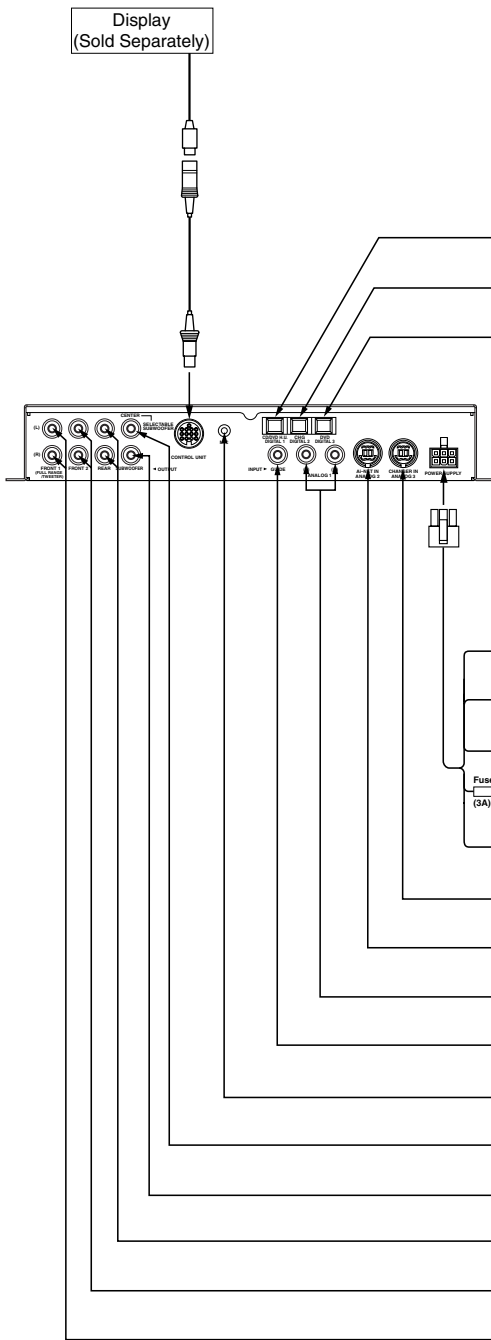 Display
(Sold Separately)
CENTER
SELECTABLE
SUBWOOFER
(L)
(R)
FRONT 1
(FULL RANGE
/TWEETER)
FRONT 2
REAR
SUBWOOFER
◄ OUTPUT
CONTROL UNIT
CD/DVD H.U.
DIGITAL 1
CHG
DIGITAL 2
DVD
DIGITAL 3
INPUT ►
GUIDE
ANALOG 1
Ai-NET IN
ANALOG 2
CHANGER IN
ANALOG 3
POWER SUPPLY
Fuse
(3A)